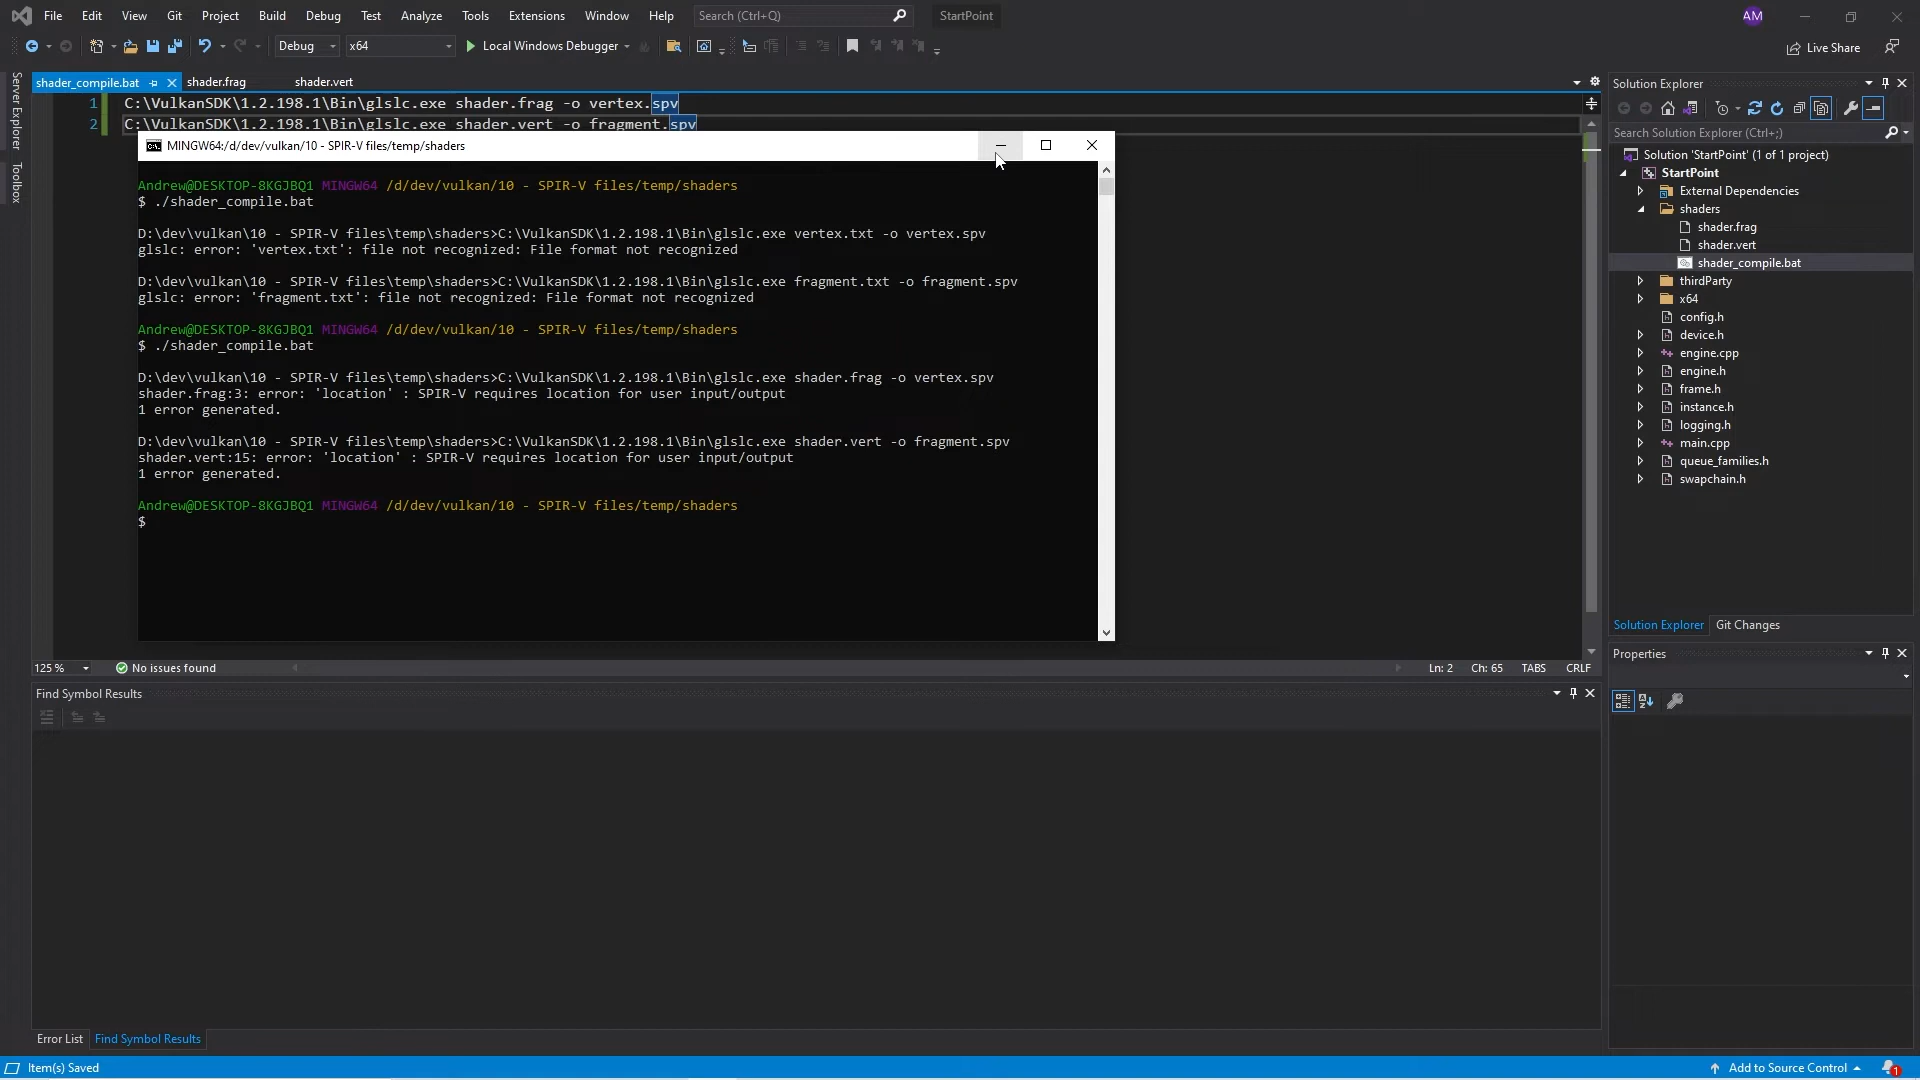 File Edit View Git Project Build Debug Test Analyze Tools Extensions Window Help Search (Ctrl+Q) StartPoint AM
Debug x64 Local Windows Debugger Live Share
Server Explorer
Toolbox
shader_compile.bat shader.frag shader.vert
1 C:\VulkanSDK\1.2.198.1\Bin\glslc.exe shader.frag -o vertex.spv
2 C:\VulkanSDK\1.2.198.1\Bin\glslc.exe shader.vert -o fragment.spv
MINGW64:/d/dev/vulkan/10 - SPIR-V files/temp/shaders
Andrew@DESKTOP-8KGJBQ1 MINGW64 /d/dev/vulkan/10 - SPIR-V files/temp/shaders
$ ./shader_compile.bat
D:\dev\vulkan\10 - SPIR-V files\temp\shaders>C:\VulkanSDK\1.2.198.1\Bin\glslc.exe vertex.txt -o vertex.spv
glslc: error: 'vertex.txt': file not recognized: File format not recognized
D:\dev\vulkan\10 - SPIR-V files\temp\shaders>C:\VulkanSDK\1.2.198.1\Bin\glslc.exe fragment.txt -o fragment.spv
glslc: error: 'fragment.txt': file not recognized: File format not recognized
Andrew@DESKTOP-8KGJBQ1 MINGW64 /d/dev/vulkan/10 - SPIR-V files/temp/shaders
$ ./shader_compile.bat
D:\dev\vulkan\10 - SPIR-V files\temp\shaders>C:\VulkanSDK\1.2.198.1\Bin\glslc.exe shader.frag -o vertex.spv
shader.frag:3: error: 'location' : SPIR-V requires location for user input/output
1 error generated.
D:\dev\vulkan\10 - SPIR-V files\temp\shaders>C:\VulkanSDK\1.2.198.1\Bin\glslc.exe shader.vert -o fragment.spv
shader.vert:15: error: 'location' : SPIR-V requires location for user input/output
1 error generated.
Andrew@DESKTOP-8KGJBQ1 MINGW64 /d/dev/vulkan/10 - SPIR-V files/temp/shaders
$
125 % No issues found Ln: 2 Ch: 65 TABS CRLF
Find Symbol Results
Error List Find Symbol Results
Solution Explorer
Search Solution Explorer (Ctrl+;)
Solution 'StartPoint' (1 of 1 project)
StartPoint
External Dependencies
shaders
shader.frag
shader.vert
shader_compile.bat
thirdParty
x64
config.h
device.h
engine.cpp
engine.h
frame.h
instance.h
logging.h
main.cpp
queue_families.h
swapchain.h
Solution Explorer Git Changes
Properties
Item(s) Saved Add to Source Control 1